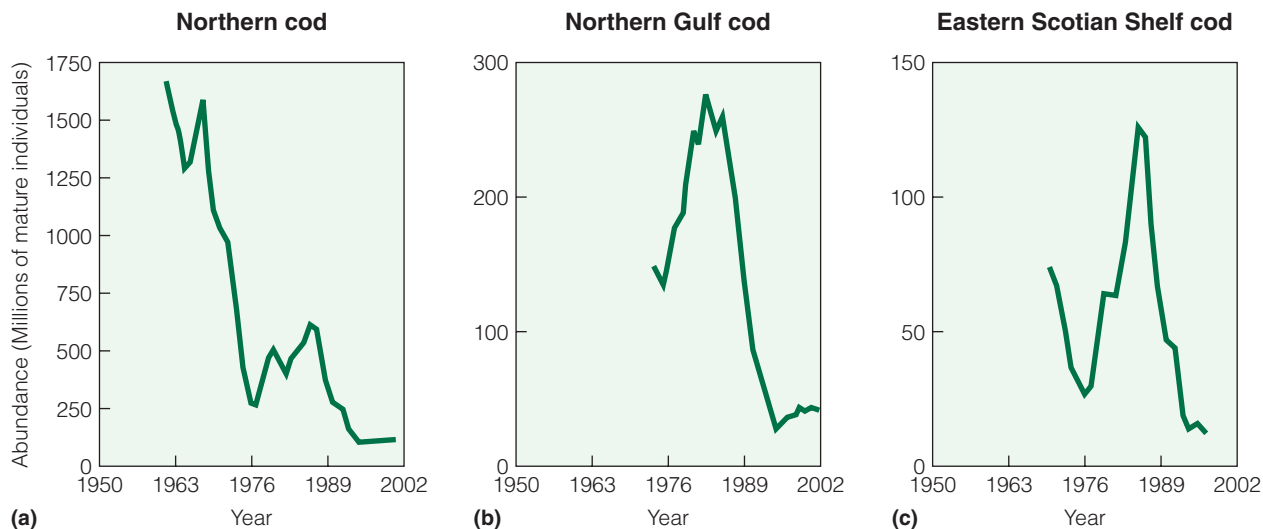 Northern cod
Northern Gulf cod
Eastern Scotian Shelf cod
Abundance (Millions of mature individuals)
1750
1500
1250
1000
750
500
250
0
1950 1963 1976 1989 2002
(a)
Year
300
200
100
0
1950 1963 1976 1989 2002
(b)
Year
150
100
50
0
1950 1963 1976 1989 2002
(c)
Year